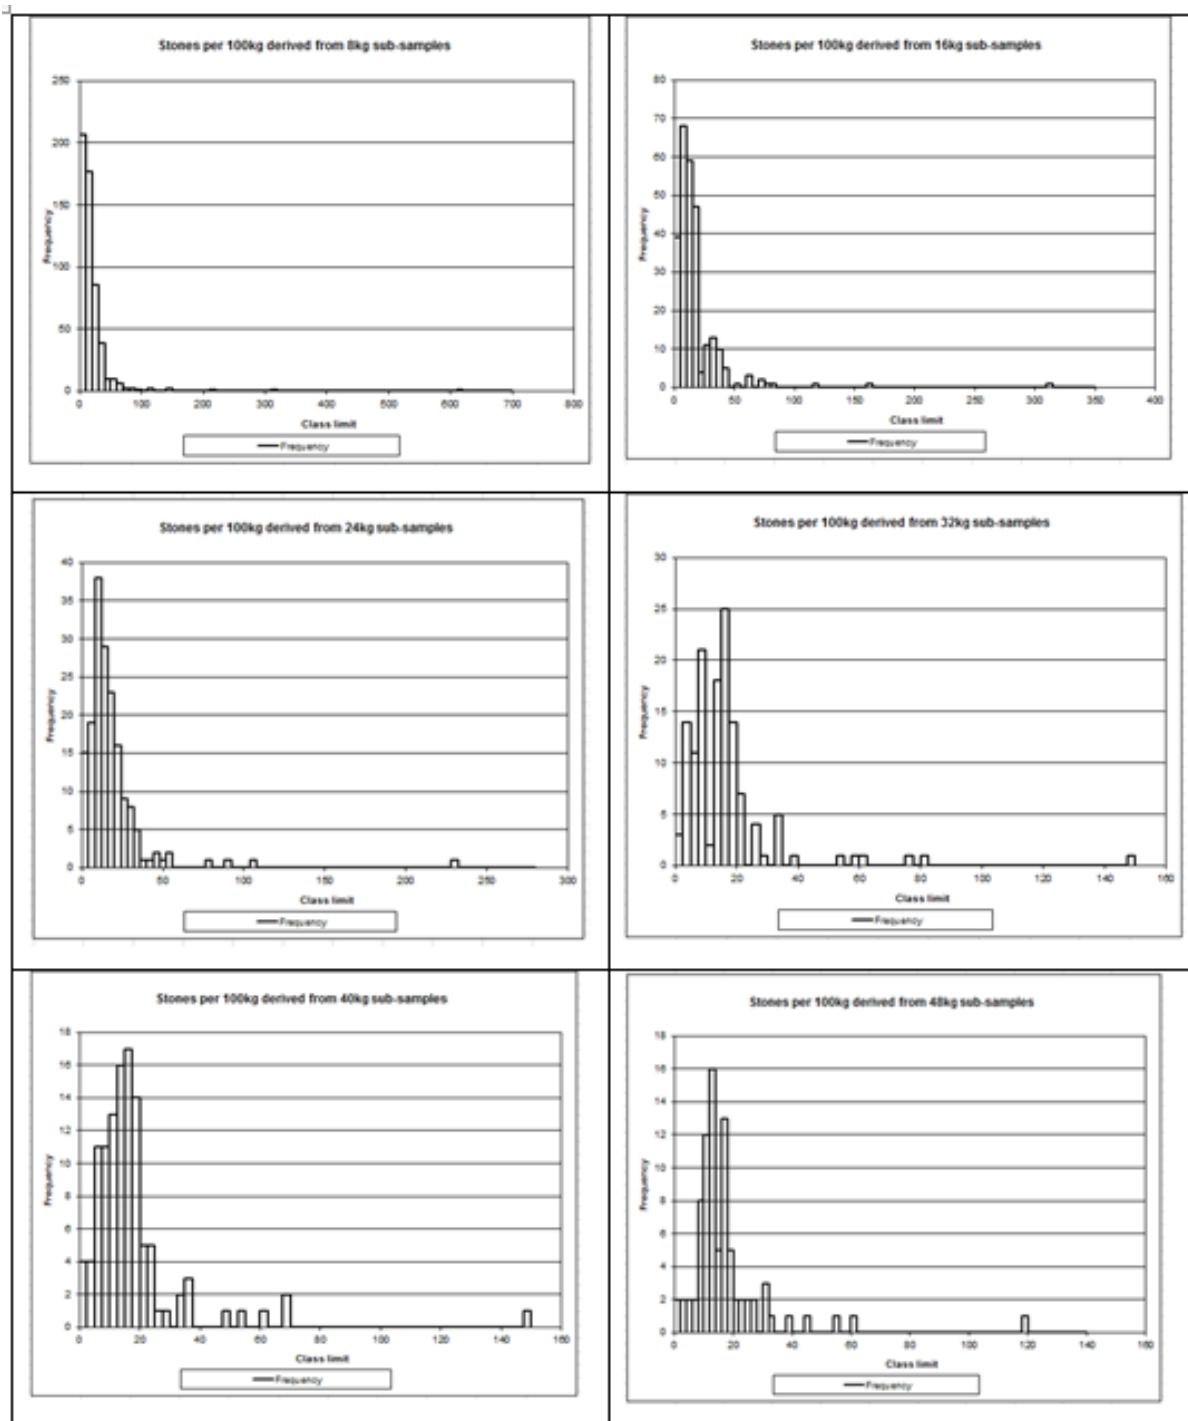 Stones per 100kg derived from 8kg sub-samples
250
200
150
100
50
0
Frequency
0 100 200 300 400 500 600 700 800
Class limit
Frequency
Stones per 100kg derived from 16kg sub-samples
80
70
60
50
40
30
20
10
0
Frequency
0 50 100 150 200 250 300 350 400
Class limit
Frequency
Stones per 100kg derived from 24kg sub-samples
40
35
30
25
20
15
10
5
0
Frequency
0 50 100 150 200 250 300
Class limit
Frequency
Stones per 100kg derived from 32kg sub-samples
30
25
20
15
10
5
0
Frequency
0 20 40 60 80 100 120 140 160
Class limit
Frequency
Stones per 100kg derived from 40kg sub-samples
18
16
14
12
10
8
6
4
2
0
Frequency
0 20 40 60 80 100 120 140 160
Class limit
Frequency
Stones per 100kg derived from 48kg sub-samples
18
16
14
12
10
8
6
4
2
0
Frequency
0 20 40 60 80 100 120 140 160
Class limit
Frequency